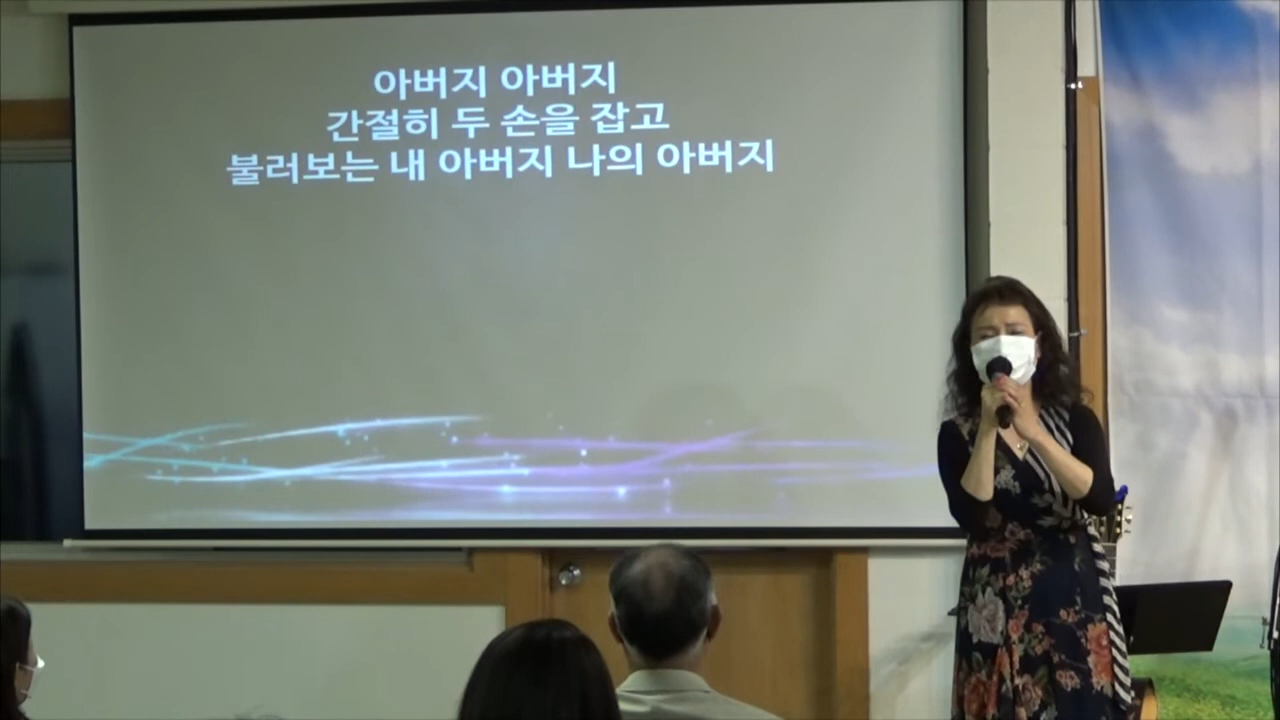 아버지 아버지
간절히 두 손을 잡고
불러보는 내 아버지 나의 아버지